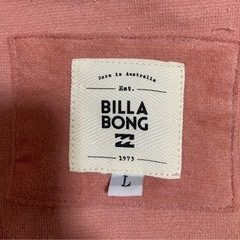 Born in Australia
Est.
BILLA
BONG
1973
L